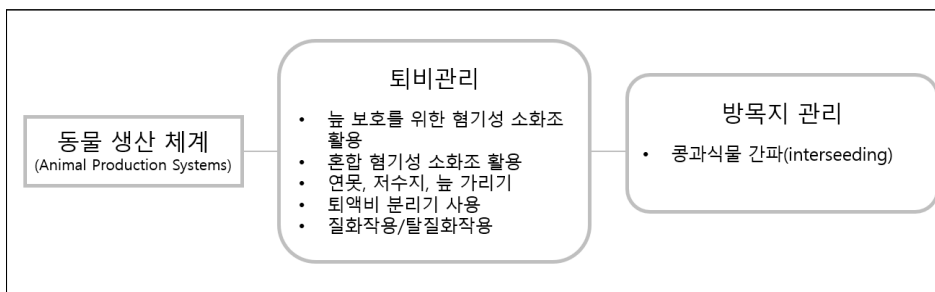 동물 생산 체계
(Animal Production Systems)
퇴비관리
• 늪 보호를 위한 혐기성 소화조
활용
• 혼합 혐기성 소화조 활용
• 연못, 저수지, 늪 가리기
• 퇴액비 분리기 사용
• 질화작용/탈질화작용
방목지 관리
• 콩과식물 간파(interseeding)